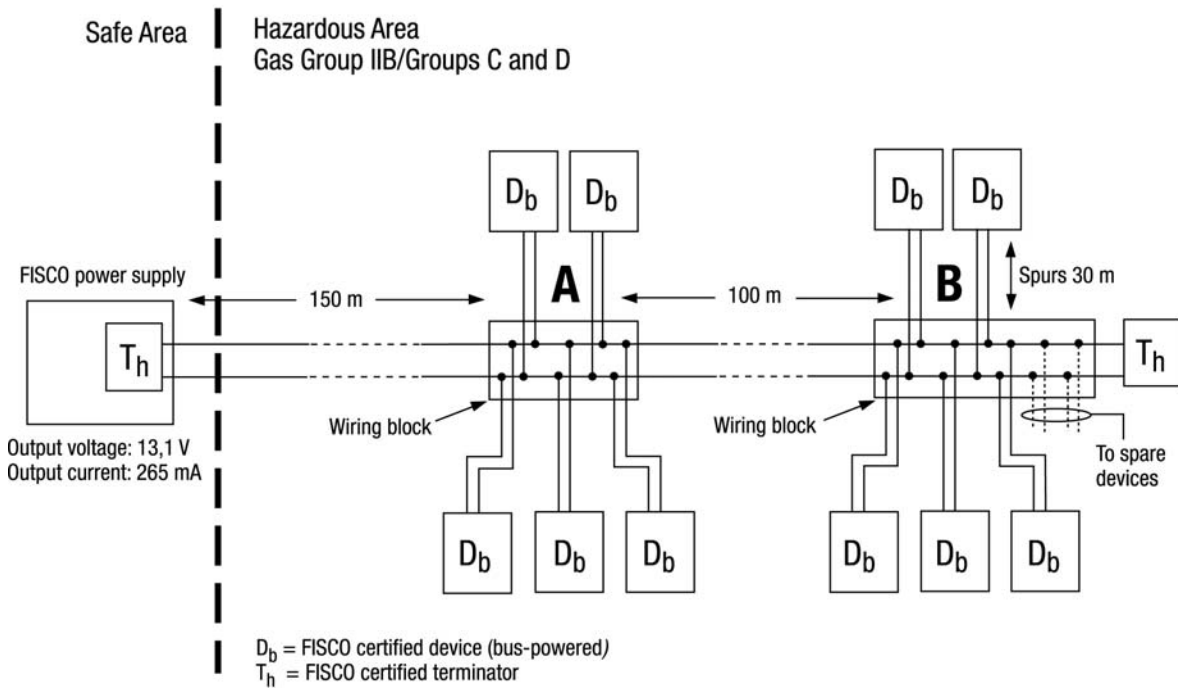 Safe Area
Hazardous Area
Gas Group IIB/Groups C and D
Db
Db
Db
Db
FISCO power supply
150 m
A
100 m
B
Spurs 30 m
Th
Th
Wiring block
Wiring block
Output voltage: 13,1 V
Output current: 265 mA
To spare
devices
Db
Db
Db
Db
Db
Db
Db = FISCO certified device (bus-powered)
Th = FISCO certified terminator